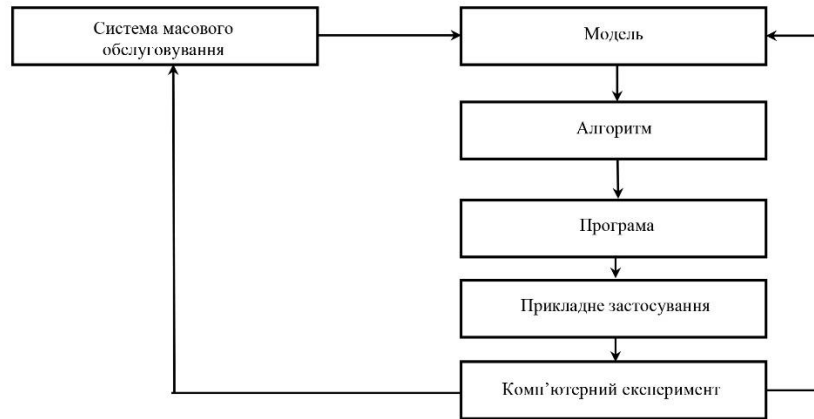 Система масового
обслуговування
Модель
Алгоритм
Програма
Прикладне застосування
Комп’ютерний експеримент